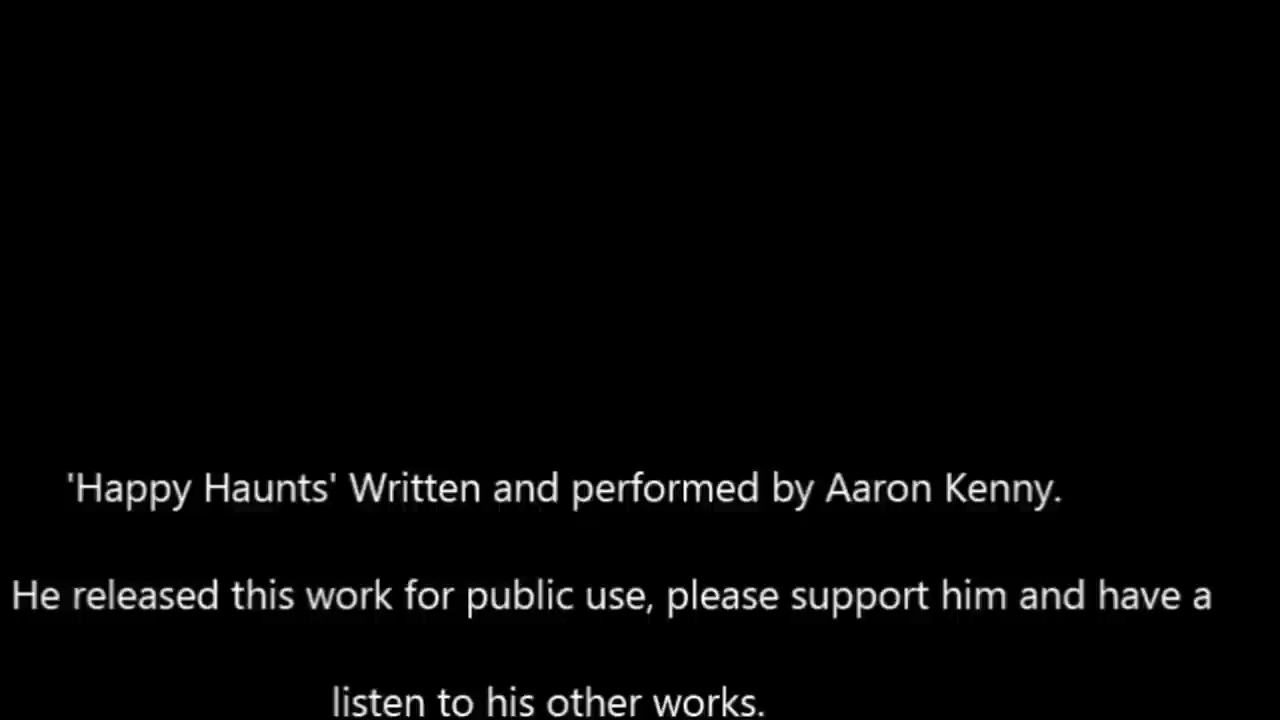 'Happy Haunts' Written and performed by Aaron Kenny.
He released this work for public use, please support him and have a
listen to his other works.